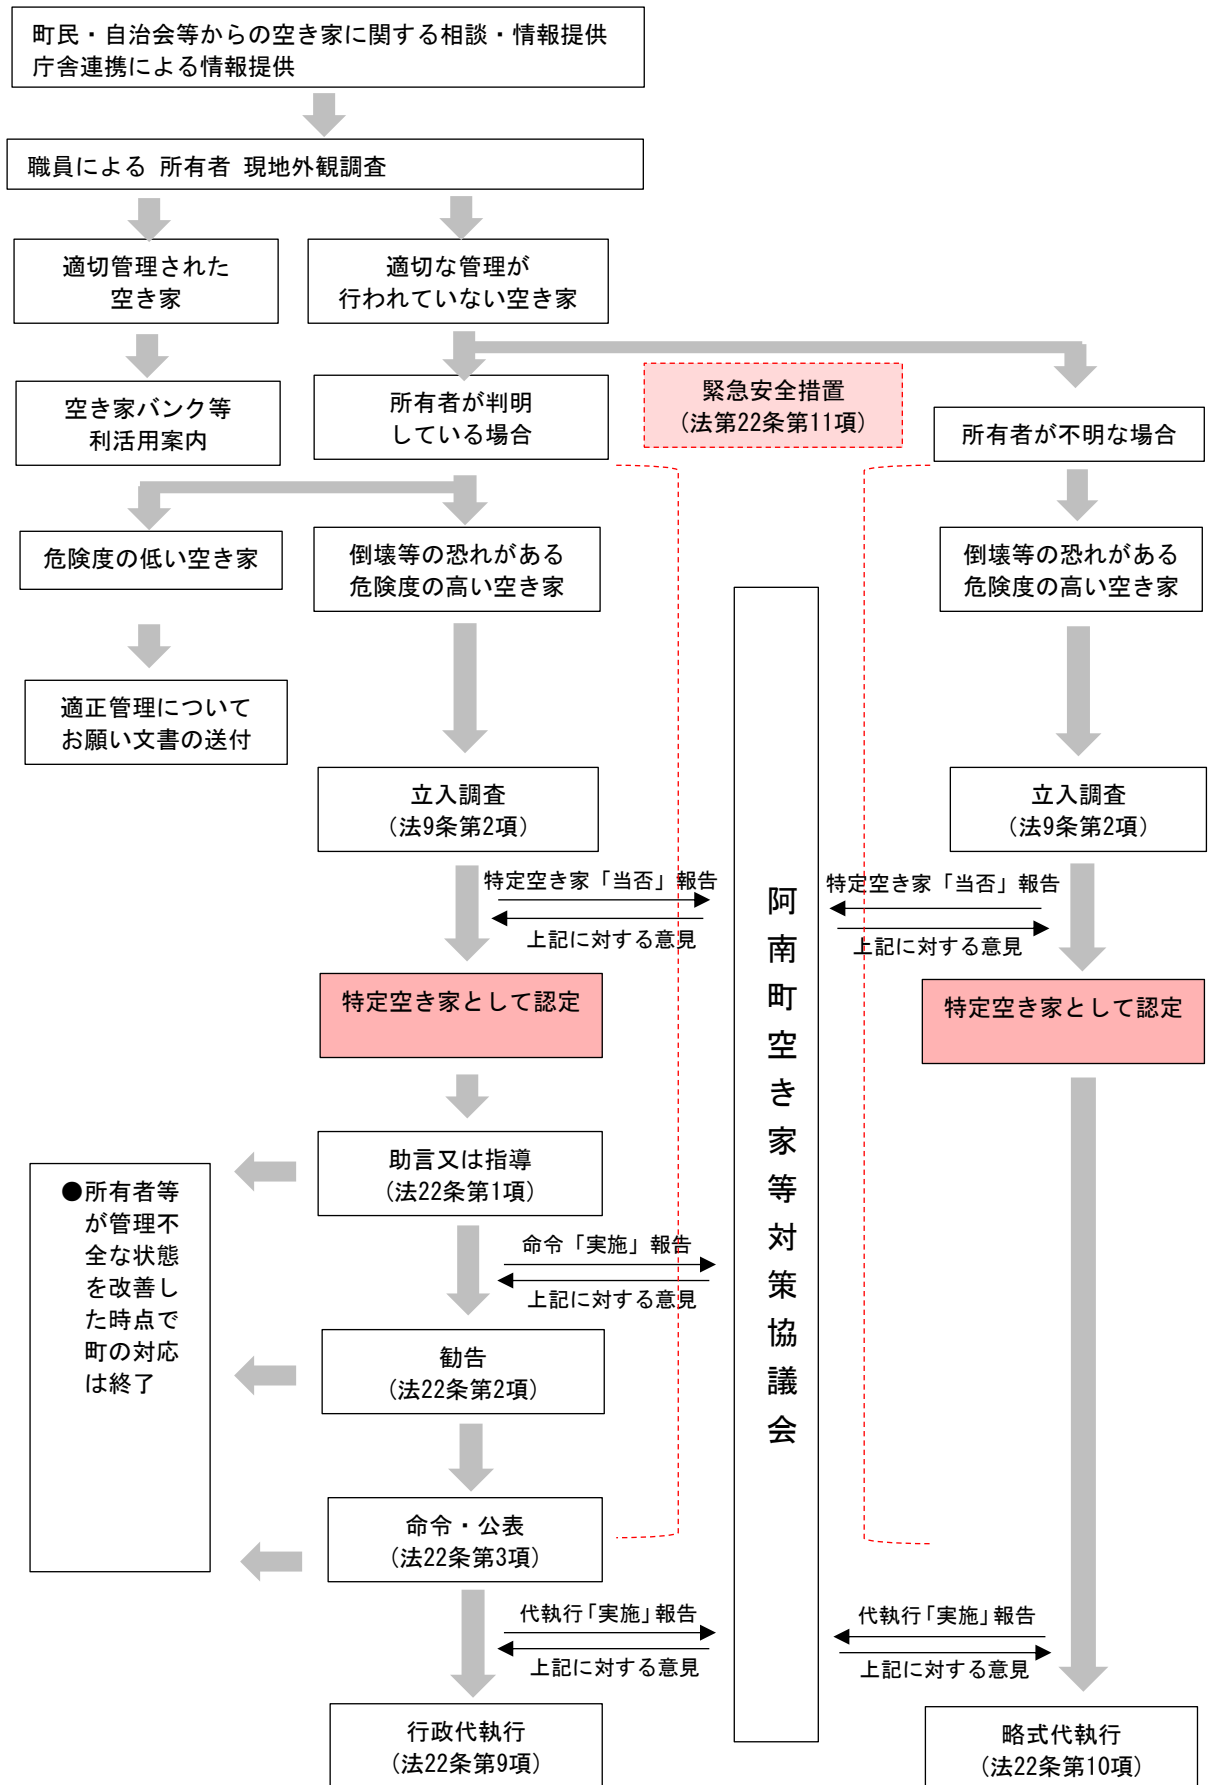 町民・自治会等からの空き家に関する相談・情報提供
庁舎連携による情報提供
職員による 所有者 現地外観調査
適切管理された
空き家
適切な管理が
行われていない空き家
空き家バンク等
利活用案内
所有者が判明
している場合
緊急安全措置
(法第22条第11項)
所有者が不明な場合
危険度の低い空き家
倒壊等の恐れがある
危険度の高い空き家
倒壊等の恐れがある
危険度の高い空き家
適正管理について
お願い文書の送付
立入調査
(法9条第2項)
立入調査
(法9条第2項)
特定空き家「当否」報告
上記に対する意見
特定空き家「当否」報告
上記に対する意見
阿南町空き家等対策協議会
特定空き家として認定
特定空き家として認定
助言又は指導
(法22条第1項)
●所有者等
が管理不
全な状態
を改善し
た時点で
町の対応
は終了
命令「実施」報告
上記に対する意見
勧告
(法22条第2項)
命令・公表
(法22条第3項)
代執行「実施」報告
上記に対する意見
代執行「実施」報告
上記に対する意見
行政代執行
(法22条第9項)
略式代執行
(法22条第10項)